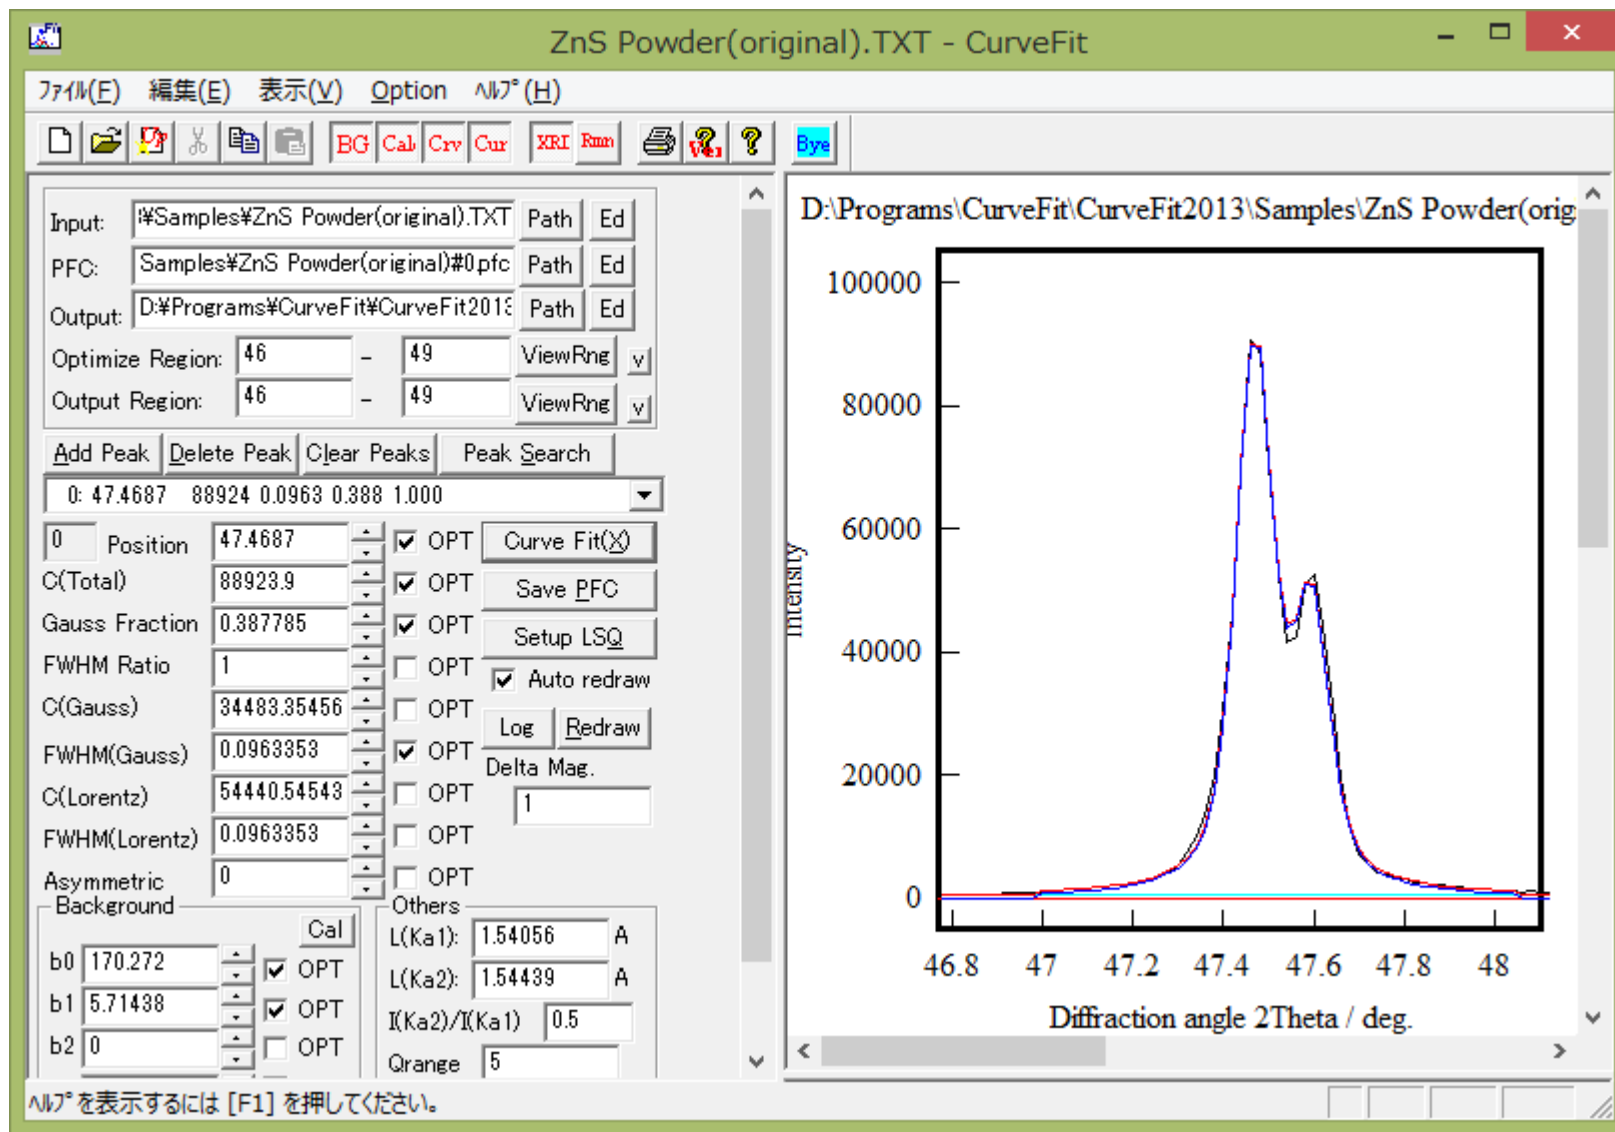 ZnS Powder(original).TXT - CurveFit
ﾌｧｲﾙ(F) 編集(E) 表示(V) Option ﾍﾙﾌﾟ(H)
BG Cal Crv Cur XRI Rmn Bye
Input: ¥Samples¥ZnS Powder(original).TXT Path Ed
PFC: Samples¥ZnS Powder(original)#0.pfc Path Ed
Output: D:¥Programs¥CurveFit¥CurveFit2013 Path Ed
Optimize Region: 46 - 49 ViewRng v
Output Region: 46 - 49 ViewRng v
Add Peak Delete Peak Clear Peaks Peak Search
0: 47.4687 88924 0.0963 0.388 1.000
0 Position 47.4687 OPT Curve Fit(X)
C(Total) 88923.9 OPT Save PFC
Gauss Fraction 0.387785 OPT Setup LSQ
FWHM Ratio 1 OPT Auto redraw
C(Gauss) 34483.35456 OPT Log Redraw
FWHM(Gauss) 0.0963353 OPT Delta Mag.
C(Lorentz) 54440.54543 OPT 1
FWHM(Lorentz) 0.0963353 OPT
Asymmetric 0 OPT
Background
Cal
b0 170.272 OPT
b1 5.71438 OPT
b2 0 OPT
Others
L(Ka1): 1.54056 A
L(Ka2): 1.54439 A
I(Ka2)/I(Ka1) 0.5
Qrange 5
D:\Programs\CurveFit\CurveFit2013\Samples\ZnS Powder(orig
100000
80000
60000
40000
20000
0
Intensity
46.8 47 47.2 47.4 47.6 47.8 48
Diffraction angle 2Theta / deg.
ﾍﾙﾌﾟを表示するには [F1] を押してください。